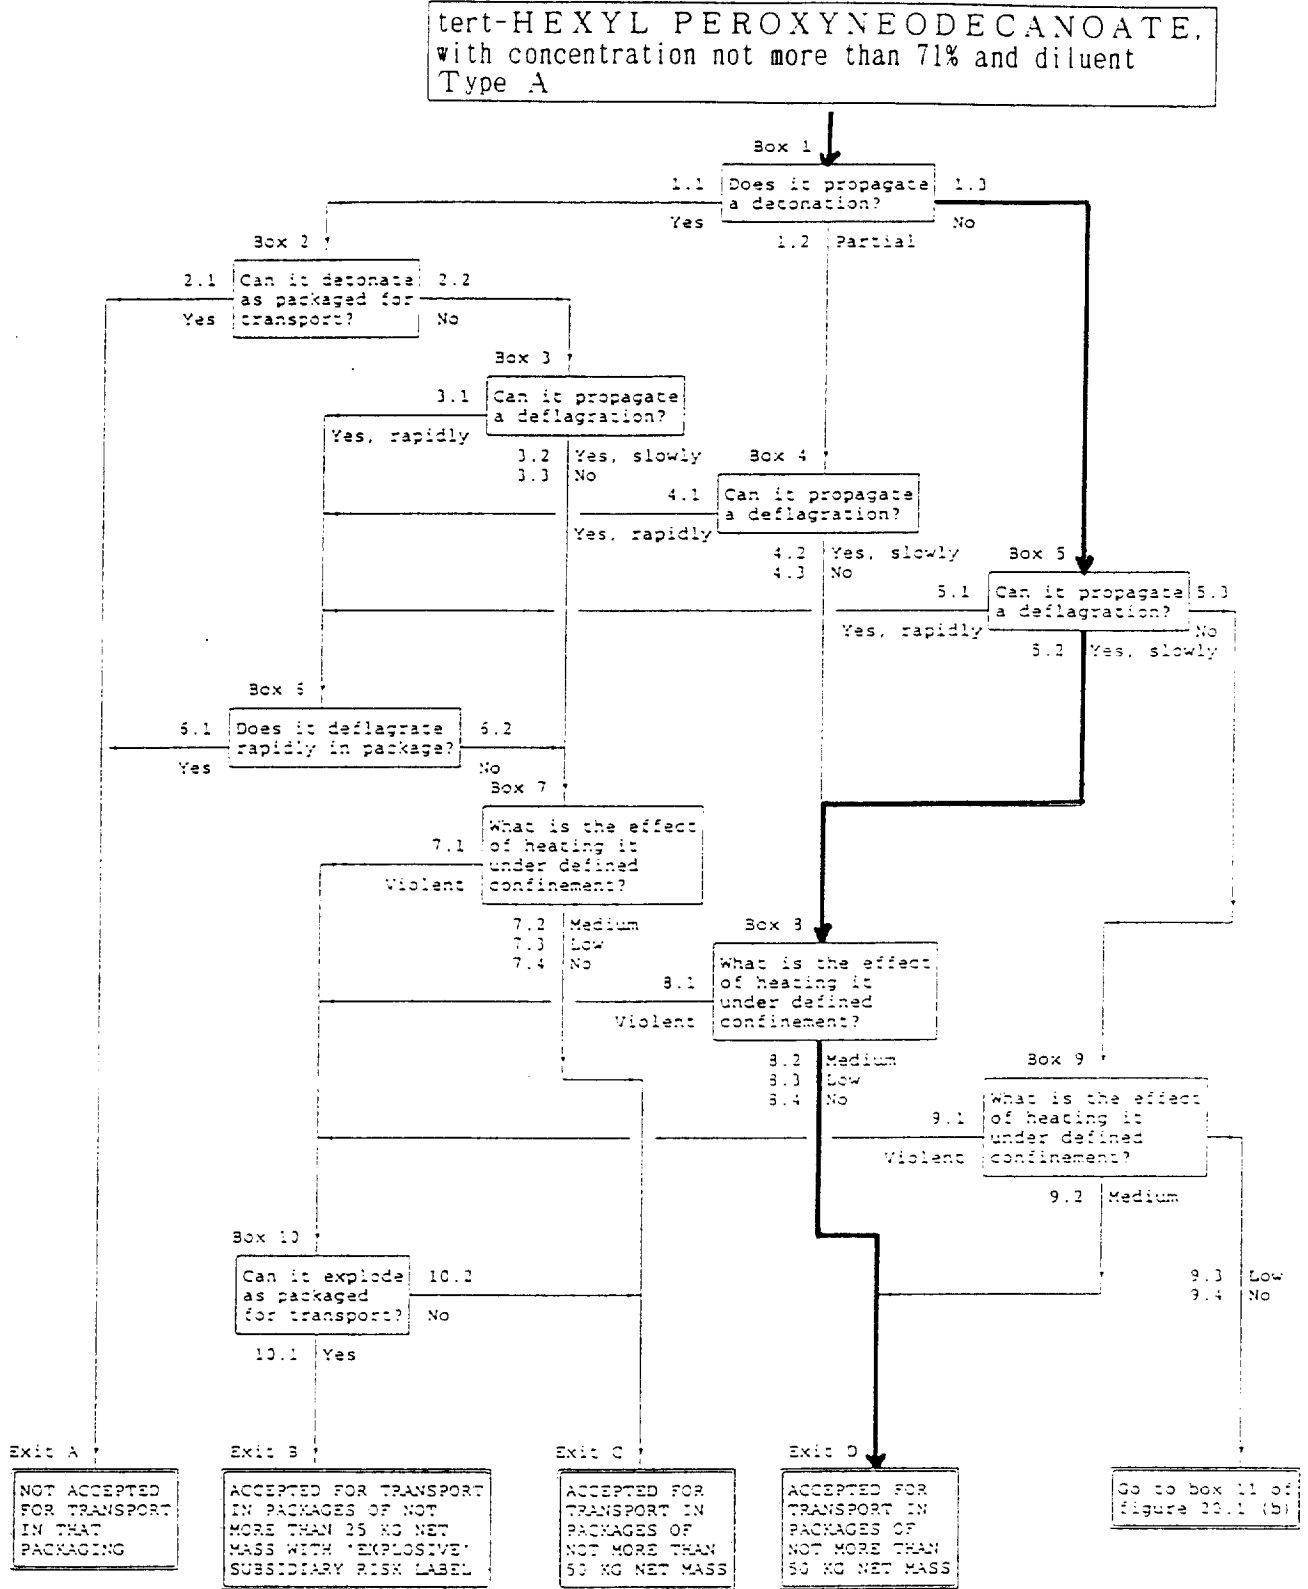 tert-HEXYL PEROXYNEODECANOATE,
with concentration not more than 71% and diluent
Type A
Box 1
1.1
Does it propagate
a detonation?
1.3
Yes
No
1.2 Partial
Box 2
2.1
Can it detonate
as packaged for
transport?
2.2
Yes
No
Box 3
3.1
Can it propagate
a deflagration?
Yes, rapidly
3.2 Yes, slowly
3.3 No
Box 4
4.1
Can it propagate
a deflagration?
Yes, rapidly
4.2 Yes, slowly
4.3 No
Box 5
5.1
Can it propagate
a deflagration?
5.3
Yes, rapidly
No
5.2 Yes, slowly
Box 6
6.1
Does it deflagrate
rapidly in package?
6.2
Yes
No
Box 7
7.1
What is the effect
of heating it
under defined
confinement?
Violent
7.2 Medium
7.3 Low
7.4 No
Box 8
8.1
What is the effect
of heating it
under defined
confinement?
Violent
8.2 Medium
8.3 Low
8.4 No
Box 9
9.1
What is the effect
of heating it
under defined
confinement?
Violent
9.2 Medium
9.3 Low
9.4 No
Box 10
Can it explode
as packaged
for transport?
10.2
No
10.1 Yes
Exit A
NOT ACCEPTED
FOR TRANSPORT
IN THAT
PACKAGING
Exit B
ACCEPTED FOR TRANSPORT
IN PACKAGES OF NOT
MORE THAN 25 KG NET
MASS WITH 'EXPLOSIVE'
SUBSIDIARY RISK LABEL
Exit C
ACCEPTED FOR
TRANSPORT IN
PACKAGES OF
NOT MORE THAN
50 KG NET MASS
Exit D
ACCEPTED FOR
TRANSPORT IN
PACKAGES OF
NOT MORE THAN
50 KG NET MASS
Go to box 11 of
figure 20.1 (b)